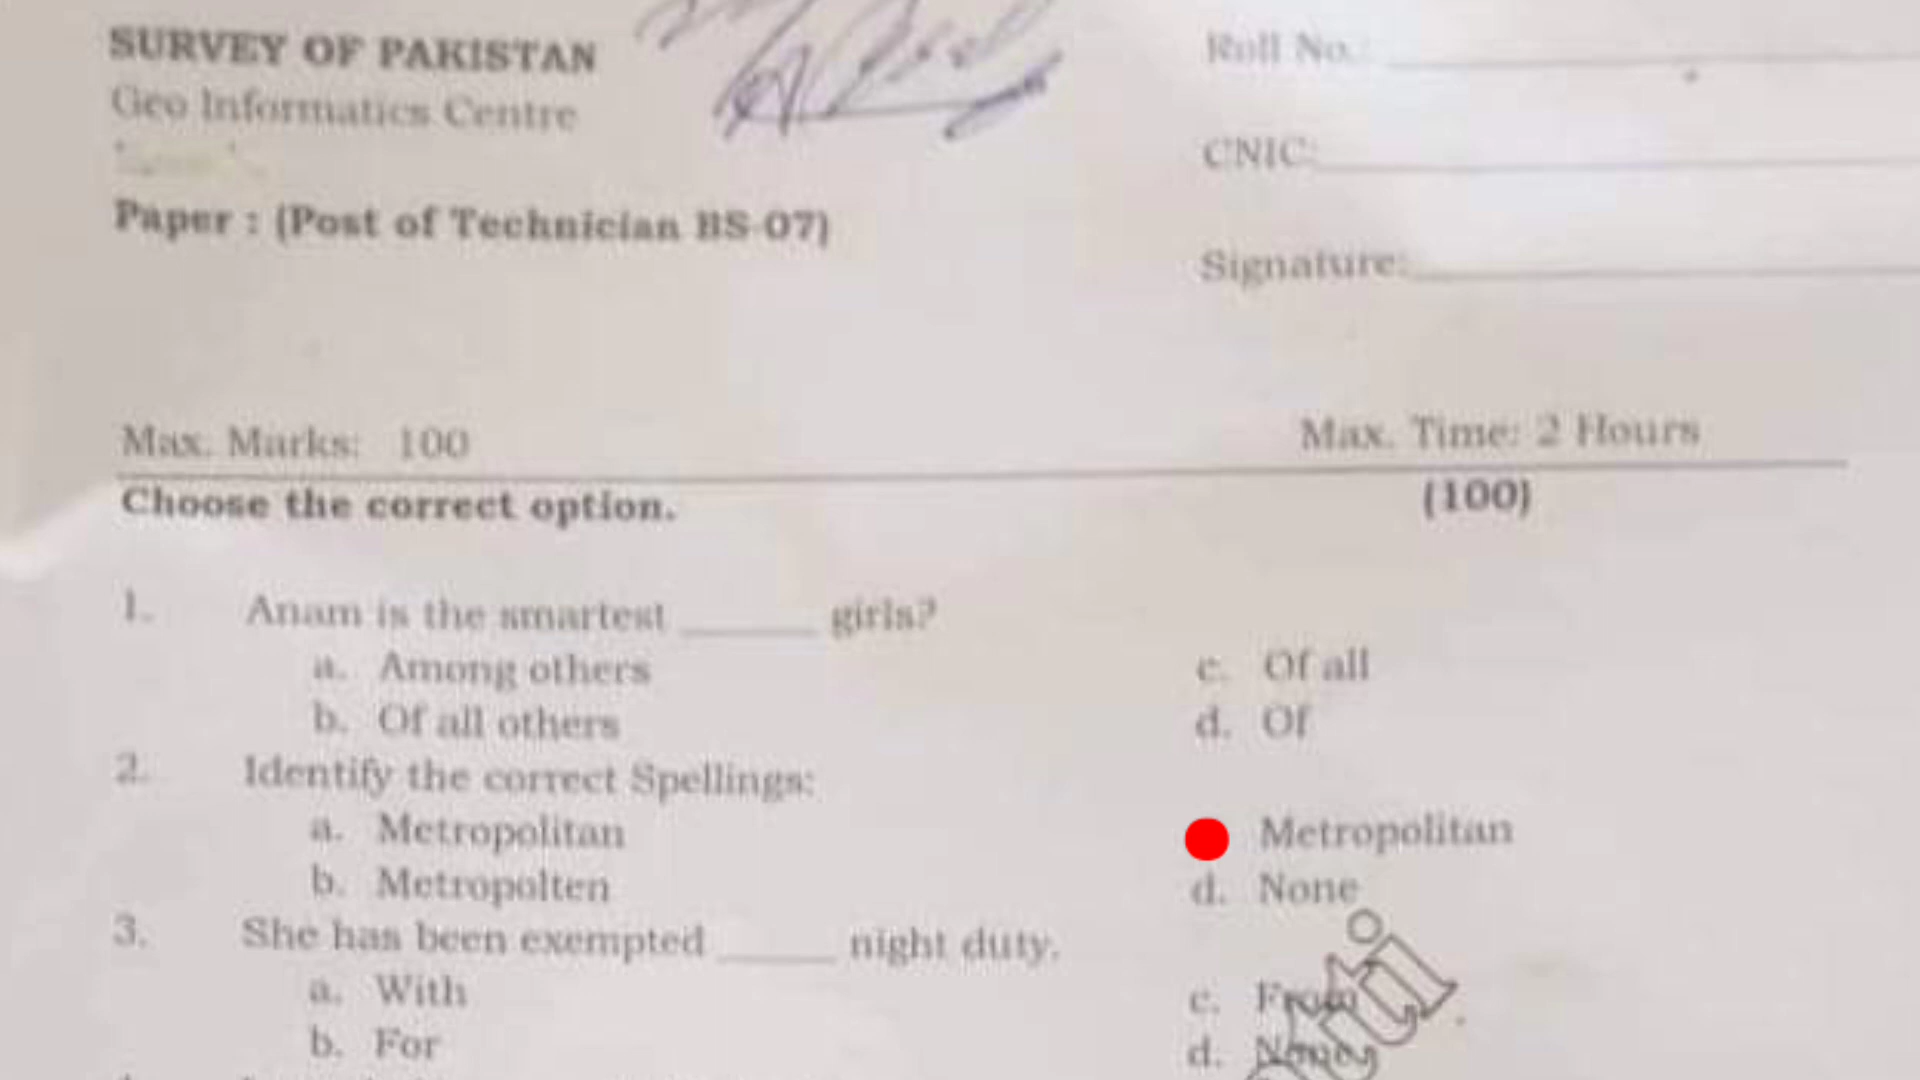 SURVEY OF PAKISTAN
Geo Informatics Centre
Paper : (Post of Technician BS-07)
Roll No.:
CNIC:
Signature:
Max. Marks: 100
Max. Time: 2 Hours
Choose the correct option. (100)
1. Anam is the smartest ______ girls?
a. Among others
c. Of all
b. Of all others
d. Of
2. Identify the correct Spellings:
a. Metropolitan
Metropolitan
b. Metropolten
d. None
3. She has been exempted _____ night duty.
a. With
c. From
b. For
d. None